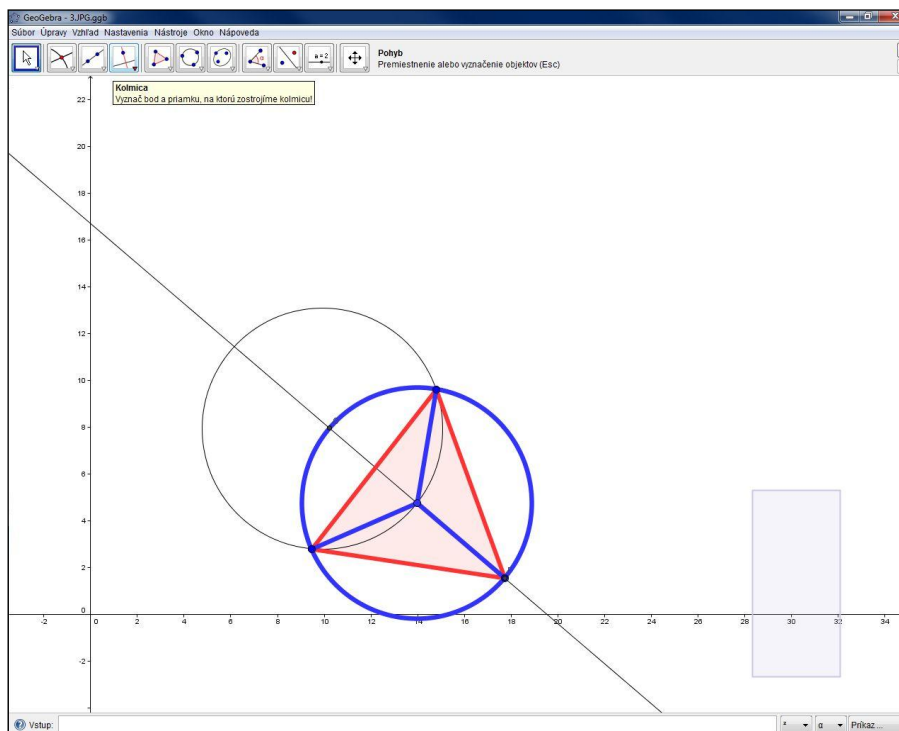 GeoGebra - 3.JPG.ggb
Súbor Úpravy Vzhľad Nastavenia Nástroje Okno Nápoveda
a = 2
α
Pohyb
Premiestnenie alebo vyznačenie objektov (Esc)
Kolmica
Vyznač bod a priamku, na ktorú zostrojíme kolmicu!
22
20
18
16
14
12
10
8
6
4
2
0
-2
-2 0 2 4 6 8 10 12 14 16 18 20 22 24 26 28 30 32 34
Vstup:
α
Príkaz ...